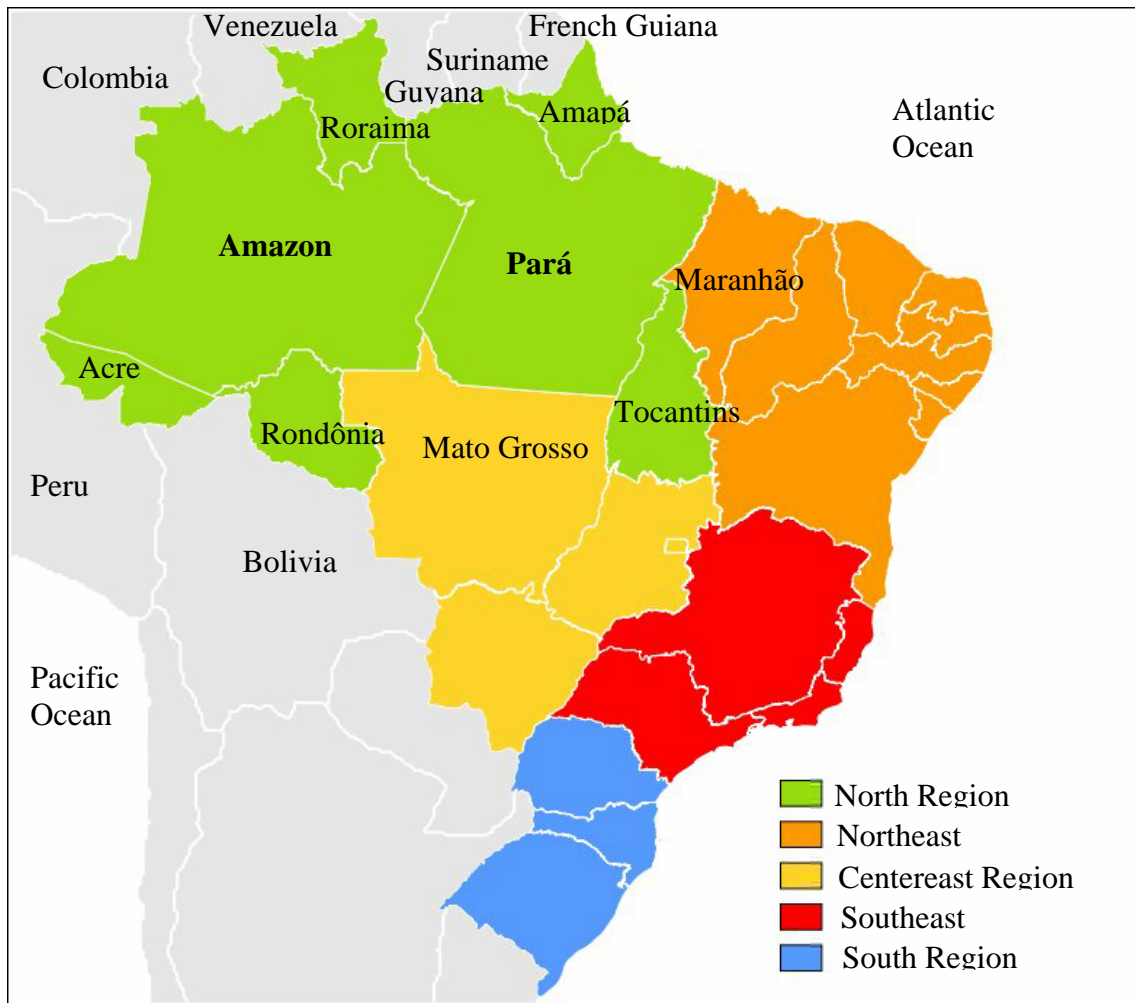 Venezuela
French Guiana
Suriname
Colombia
Guyana
Amapá
Roraima
Atlantic
Ocean
Amazon
Pará
Maranhão
Acre
Tocantins
Rondônia
Mato Grosso
Peru
Bolivia
Pacific
Ocean
North Region
Northeast
Centereast Region
Southeast
South Region